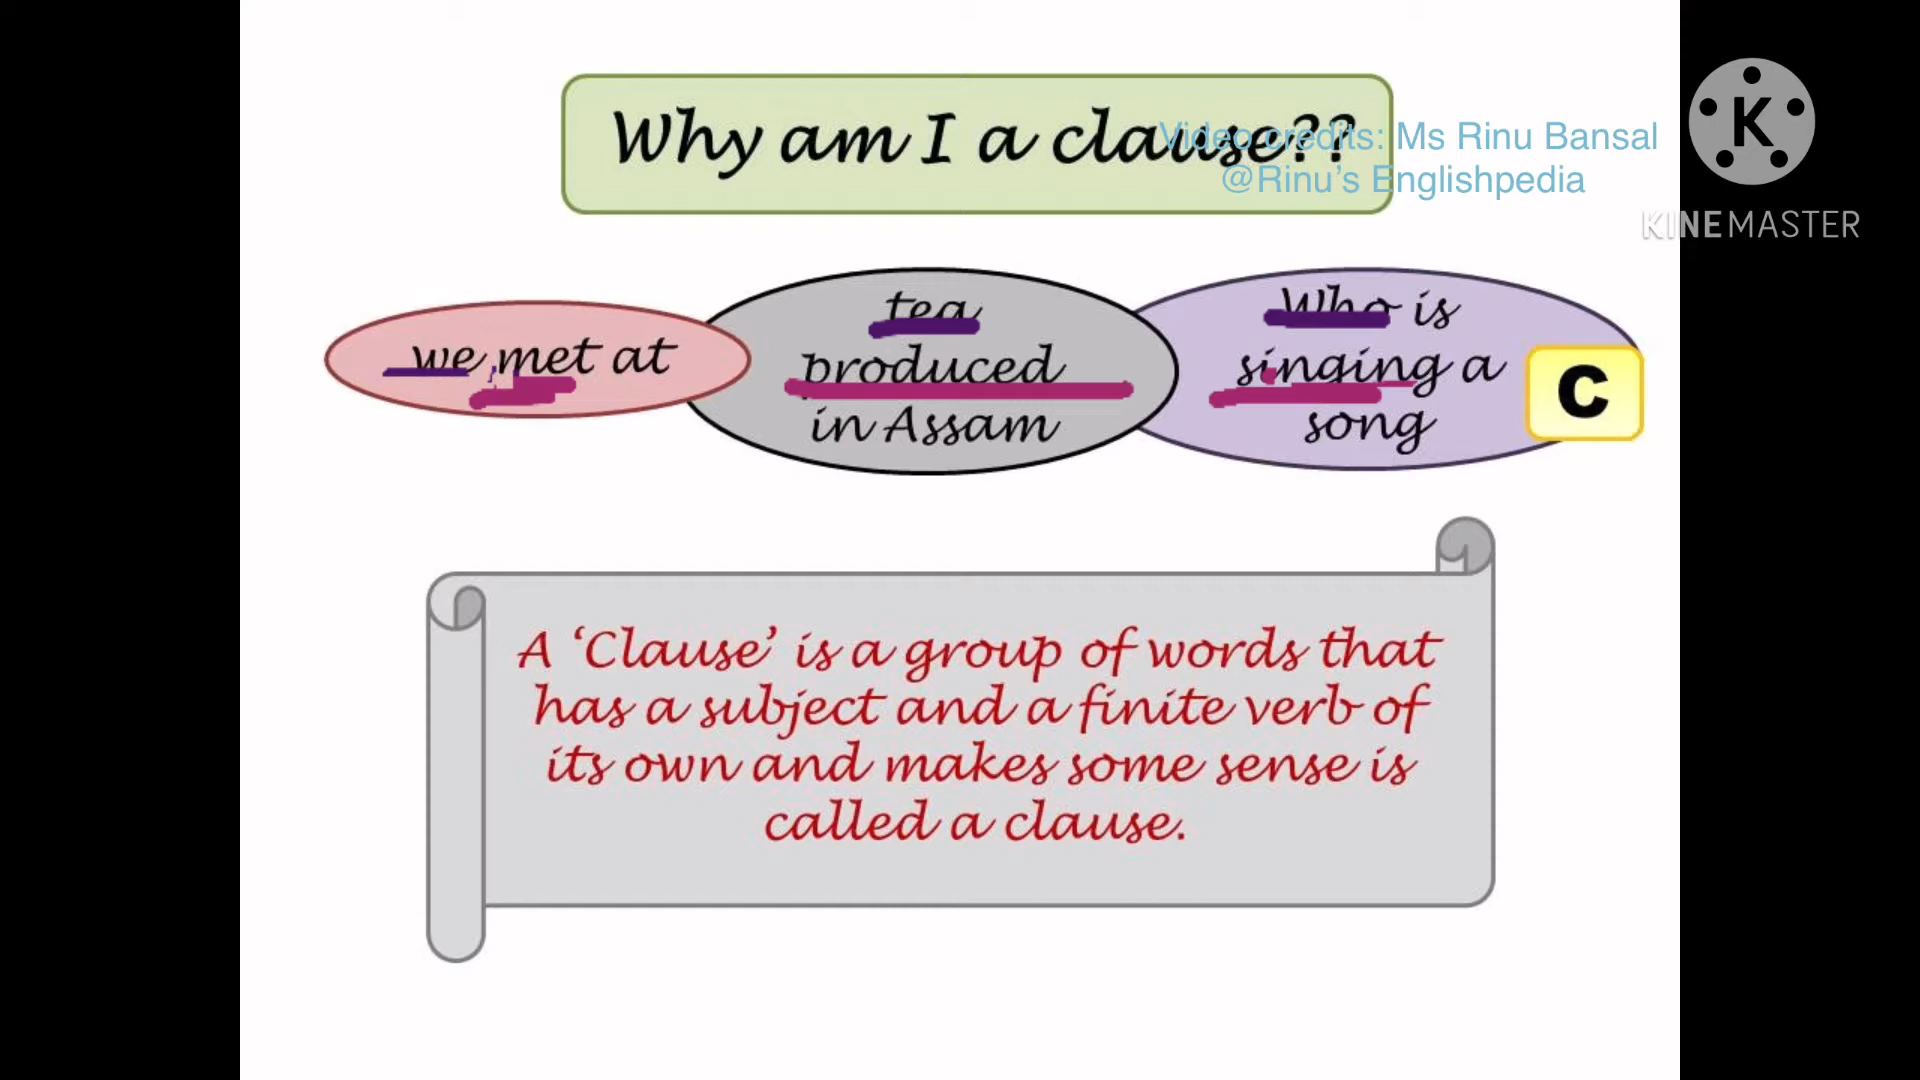 Why am I a clause??
Video credits: Ms Rinu Bansal
@Rinu's Englishpedia
K
KINEMASTER
we met at
tea
produced
in Assam
Who is
singing a
song
C
A ‘Clause’ is a group of words that
has a subject and a finite verb of
its own and makes some sense is
called a clause.